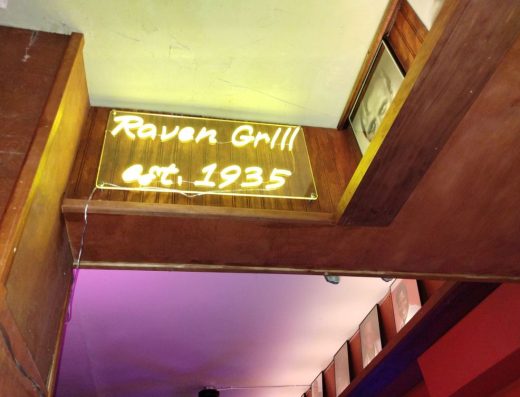 Raven Grill
est. 1935